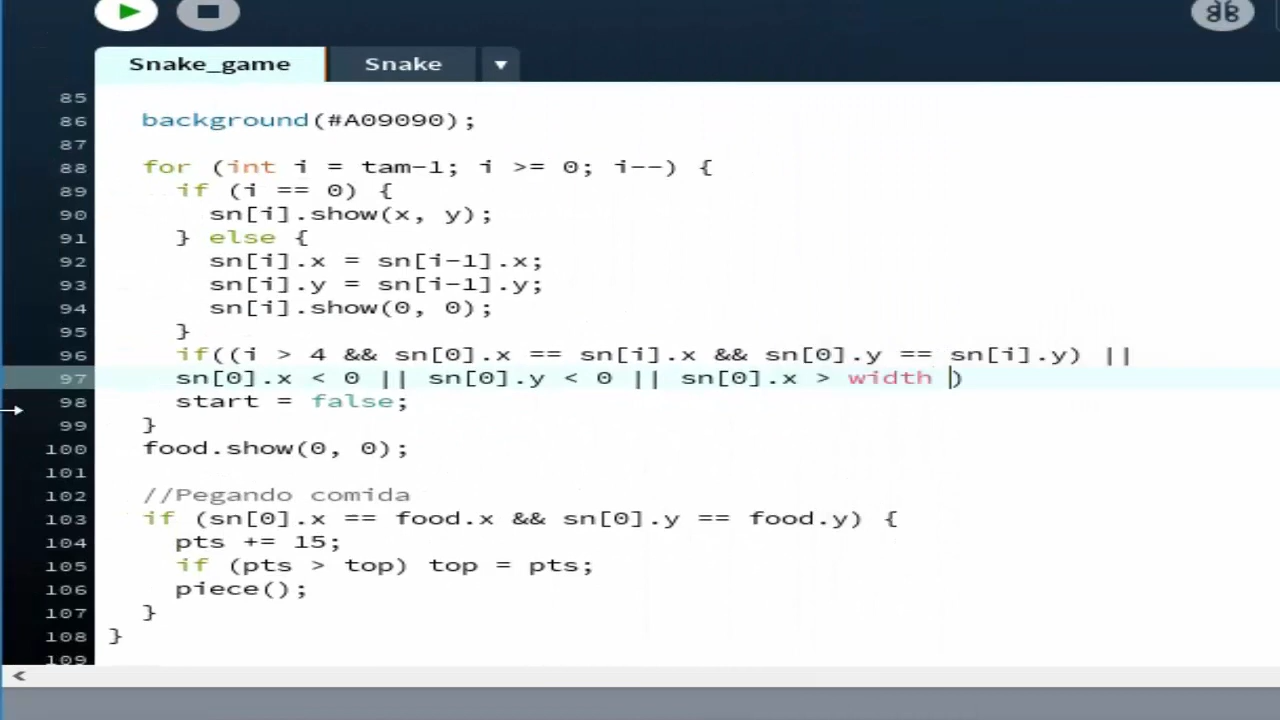 Snake_game Snake
85
86 background(#A09090);
87
88 for (int i = tam-1; i >= 0; i--) {
89 if (i == 0) {
90 sn[i].show(x, y);
91 } else {
92 sn[i].x = sn[i-1].x;
93 sn[i].y = sn[i-1].y;
94 sn[i].show(0, 0);
95 }
96 if((i > 4 && sn[0].x == sn[i].x && sn[0].y == sn[i].y) ||
97 sn[0].x < 0 || sn[0].y < 0 || sn[0].x > width )
98 start = false;
99 }
100 food.show(0, 0);
101
102 //Pegando comida
103 if (sn[0].x == food.x && sn[0].y == food.y) {
104 pts += 15;
105 if (pts > top) top = pts;
106 piece();
107 }
108 }
109